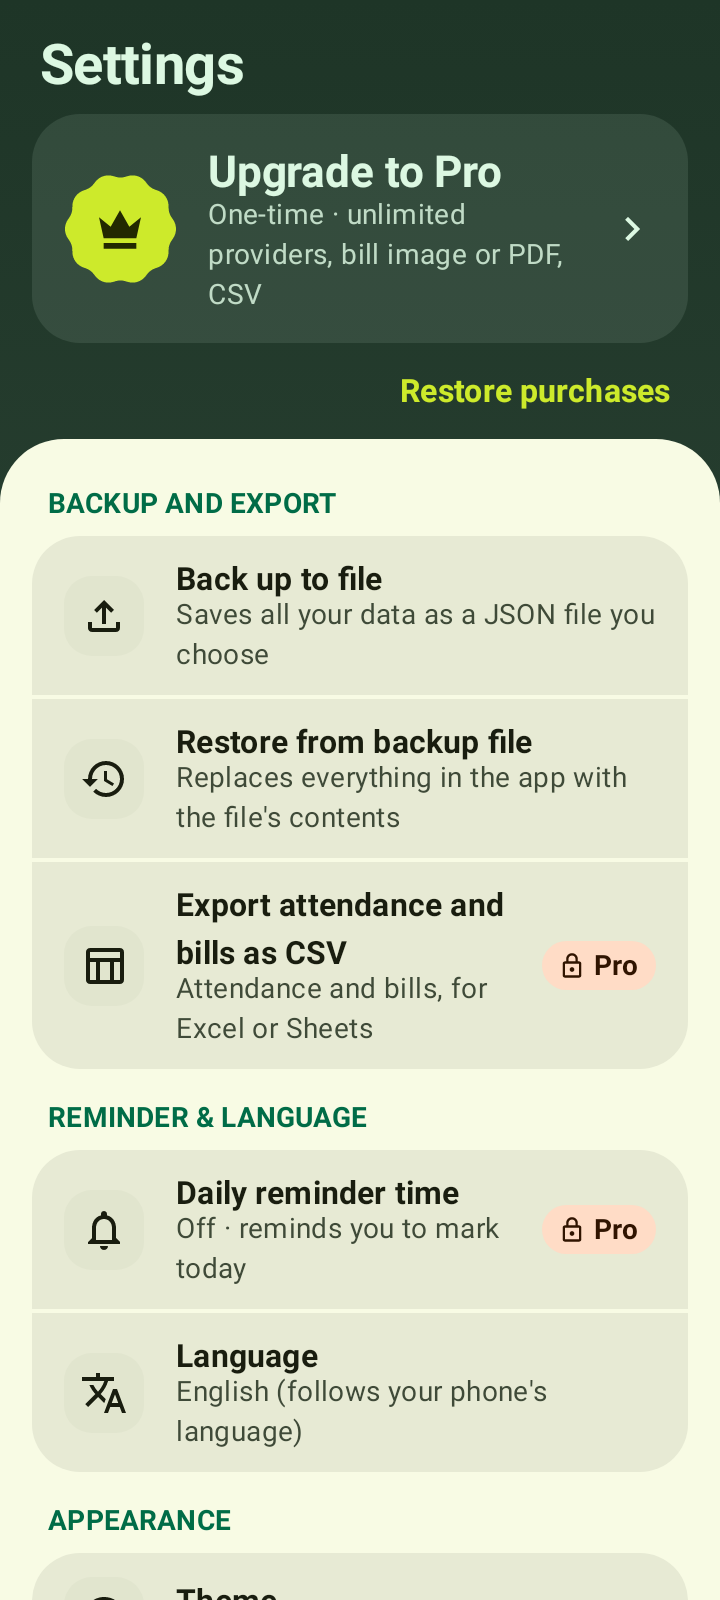 Settings
Upgrade to Pro
One-time · unlimited
providers, bill image or PDF,
CSV
Restore purchases
BACKUP AND EXPORT
Back up to file
Saves all your data as a JSON file you
choose
Restore from backup file
Replaces everything in the app with
the file's contents
Export attendance and
bills as CSV
Attendance and bills, for
Excel or Sheets
Pro
REMINDER & LANGUAGE
Daily reminder time
Off · reminds you to mark
today
Pro
Language
English (follows your phone's
language)
APPEARANCE
Theme